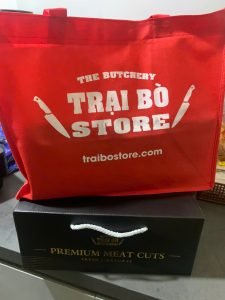 THE BUTCHERY
TRẠI BÒ
STORE
traibostore.com
PREMIUM MEAT CUTS